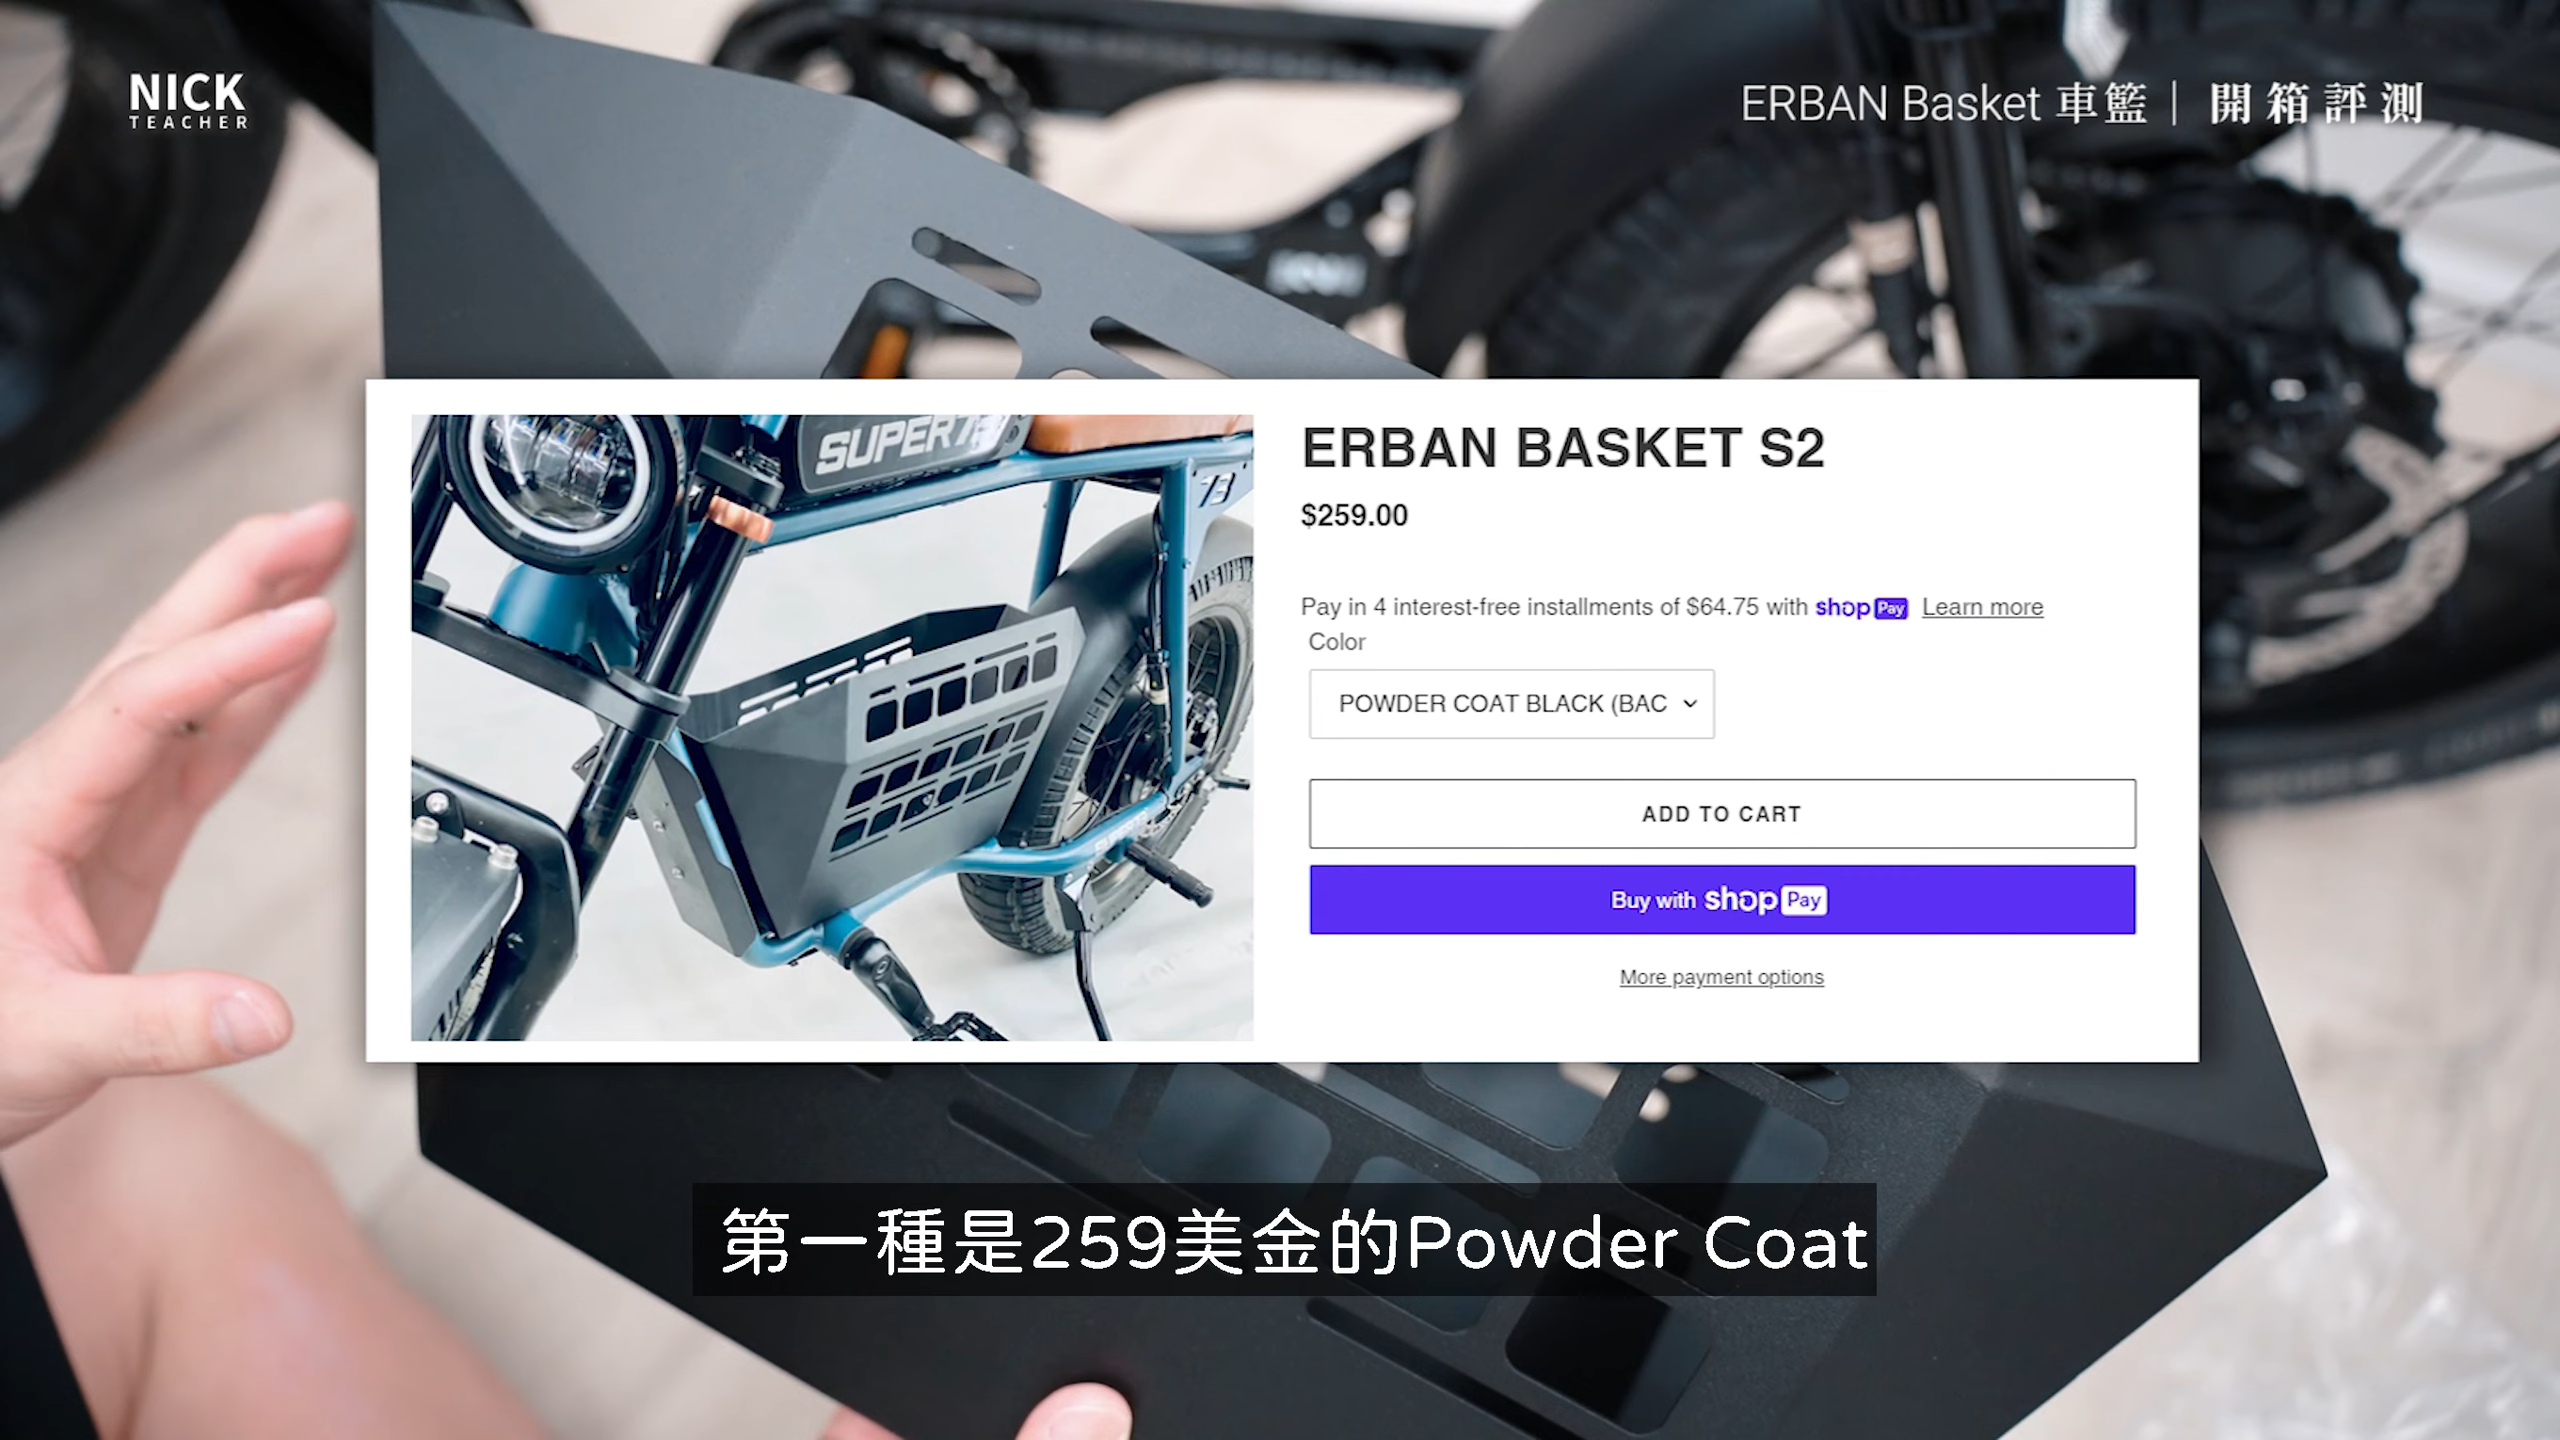 NICK
TEACHER
ERBAN Basket 車籃｜開箱評測
SUPER73
73
ERBAN BASKET S2
$259.00
Pay in 4 interest-free installments of $64.75 with shop Pay Learn more
Color
POWDER COAT BLACK (BAC
ADD TO CART
Buy with shop Pay
More payment options
第一種是259美金的Powder Coat